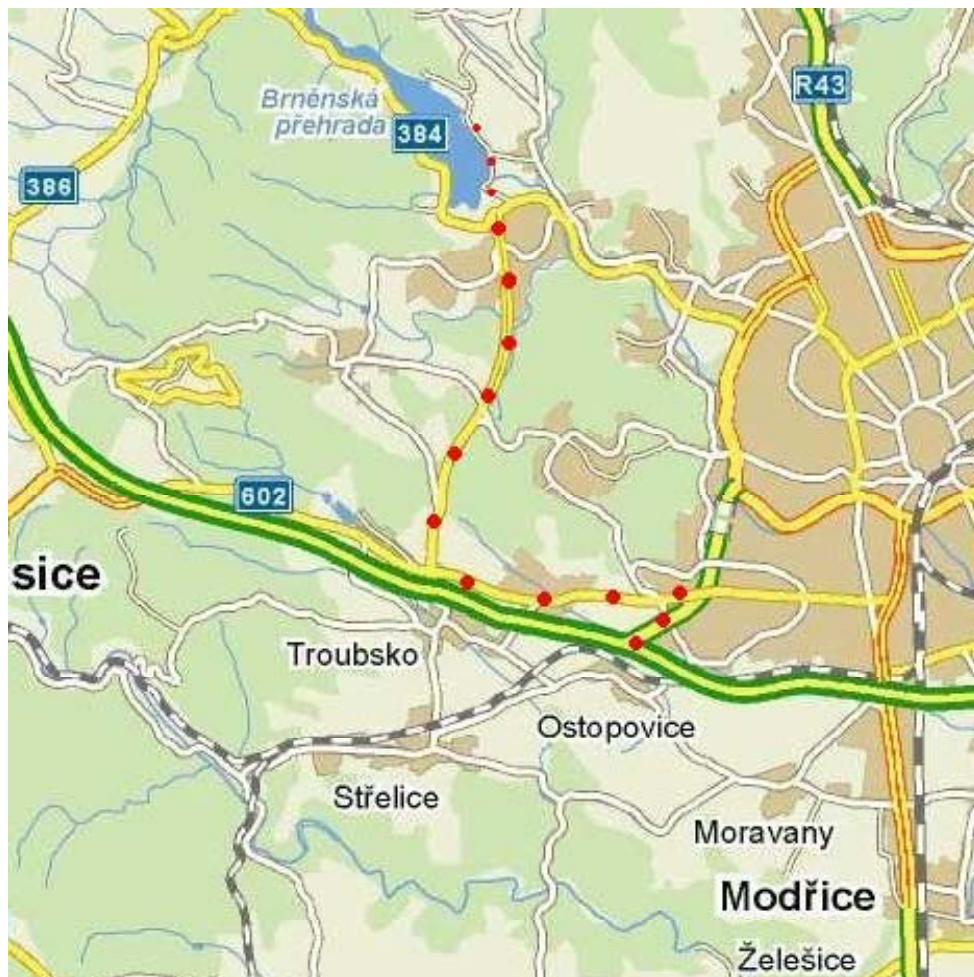 R43
Brněnská
přehrada
384
386
602
sice
Troubsko
Ostopovice
Střelice
Moravany
Modřice
Želešice